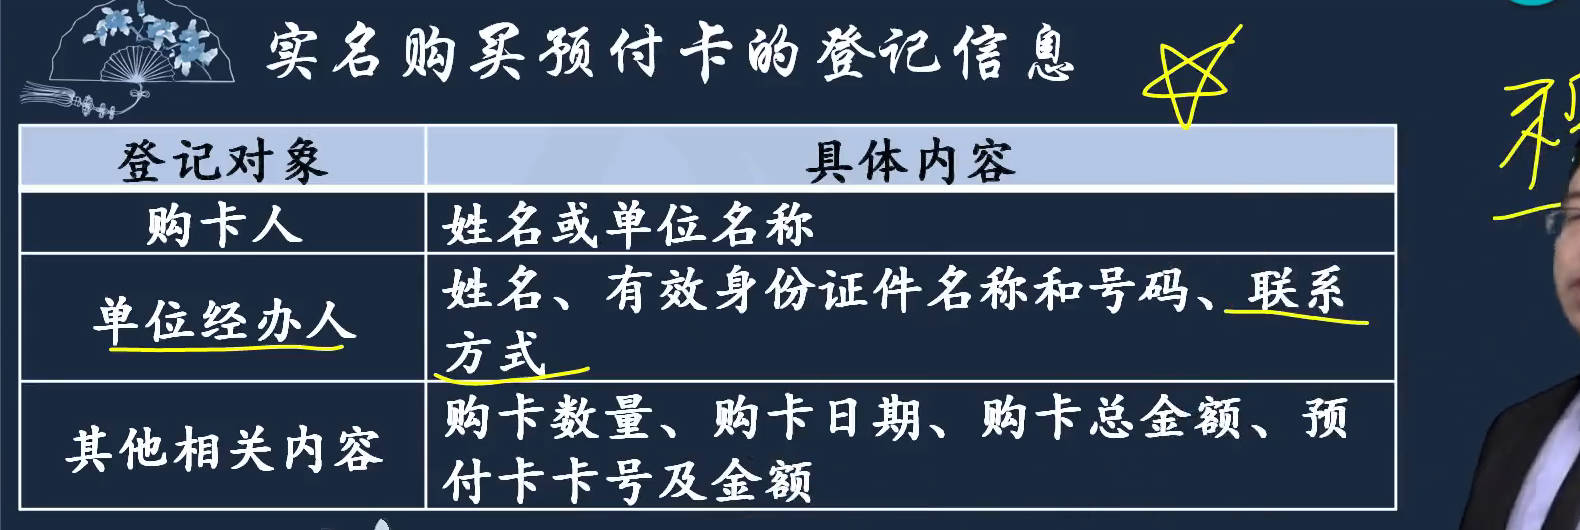 实名购买预付卡的登记信息
登记对象
具体内容
购卡人
姓名或单位名称
单位经办人
姓名、有效身份证件名称和号码、联系
方式
其他相关内容
购卡数量、购卡日期、购卡总金额、预
付卡卡号及金额